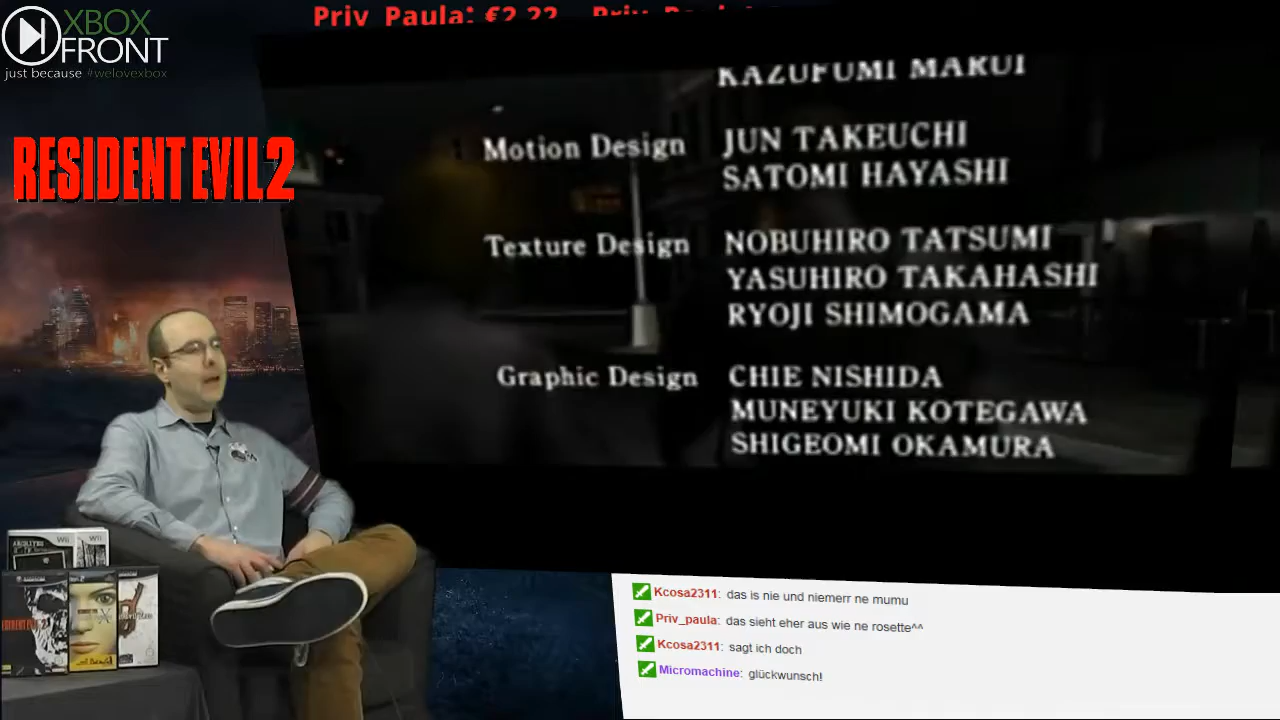 Priv Paula: €2.22
XBOX
FRONT
just because #welovexbox
RESIDENT EVIL 2
KAZUFUMI MARUI
Motion Design JUN TAKEUCHI
SATOMI HAYASHI
Texture Design NOBUHIRO TATSUMI
YASUHIRO TAKAHASHI
RYOJI SHIMOGAMA
Graphic Design CHIE NISHIDA
MUNEYUKI KOTEGAWA
SHIGEOMI OKAMURA
Wii Wii
Kcosa2311: das is nie und niemerr ne mumu
Priv_paula: das sieht eher aus wie ne rosette^^
Kcosa2311: sagt ich doch
Micromachine: glückwunsch!